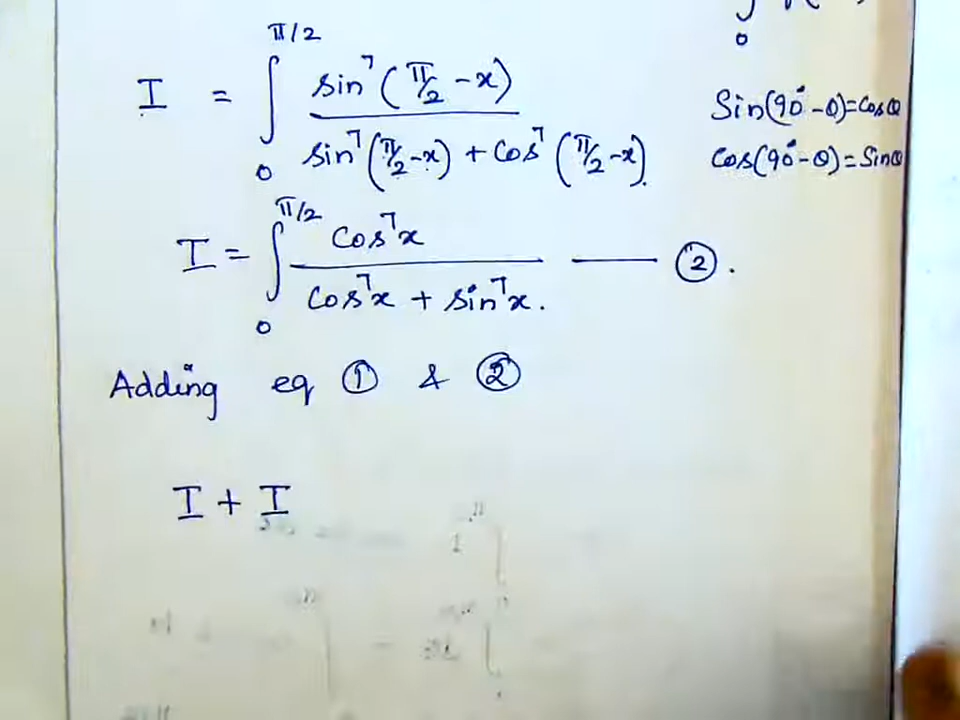 I = ∫₀^π/2 sin⁷(π/2 - x) / sin⁷(π/2 - x) + cos⁷(π/2 - x).
Sin(90° - θ) = Cosθ
Cos(90° - θ) = Sinθ
I = ∫₀^π/2 Cos⁷x / Cos⁷x + sin⁷x. —— ②.
Adding eq ① & ②
I + I